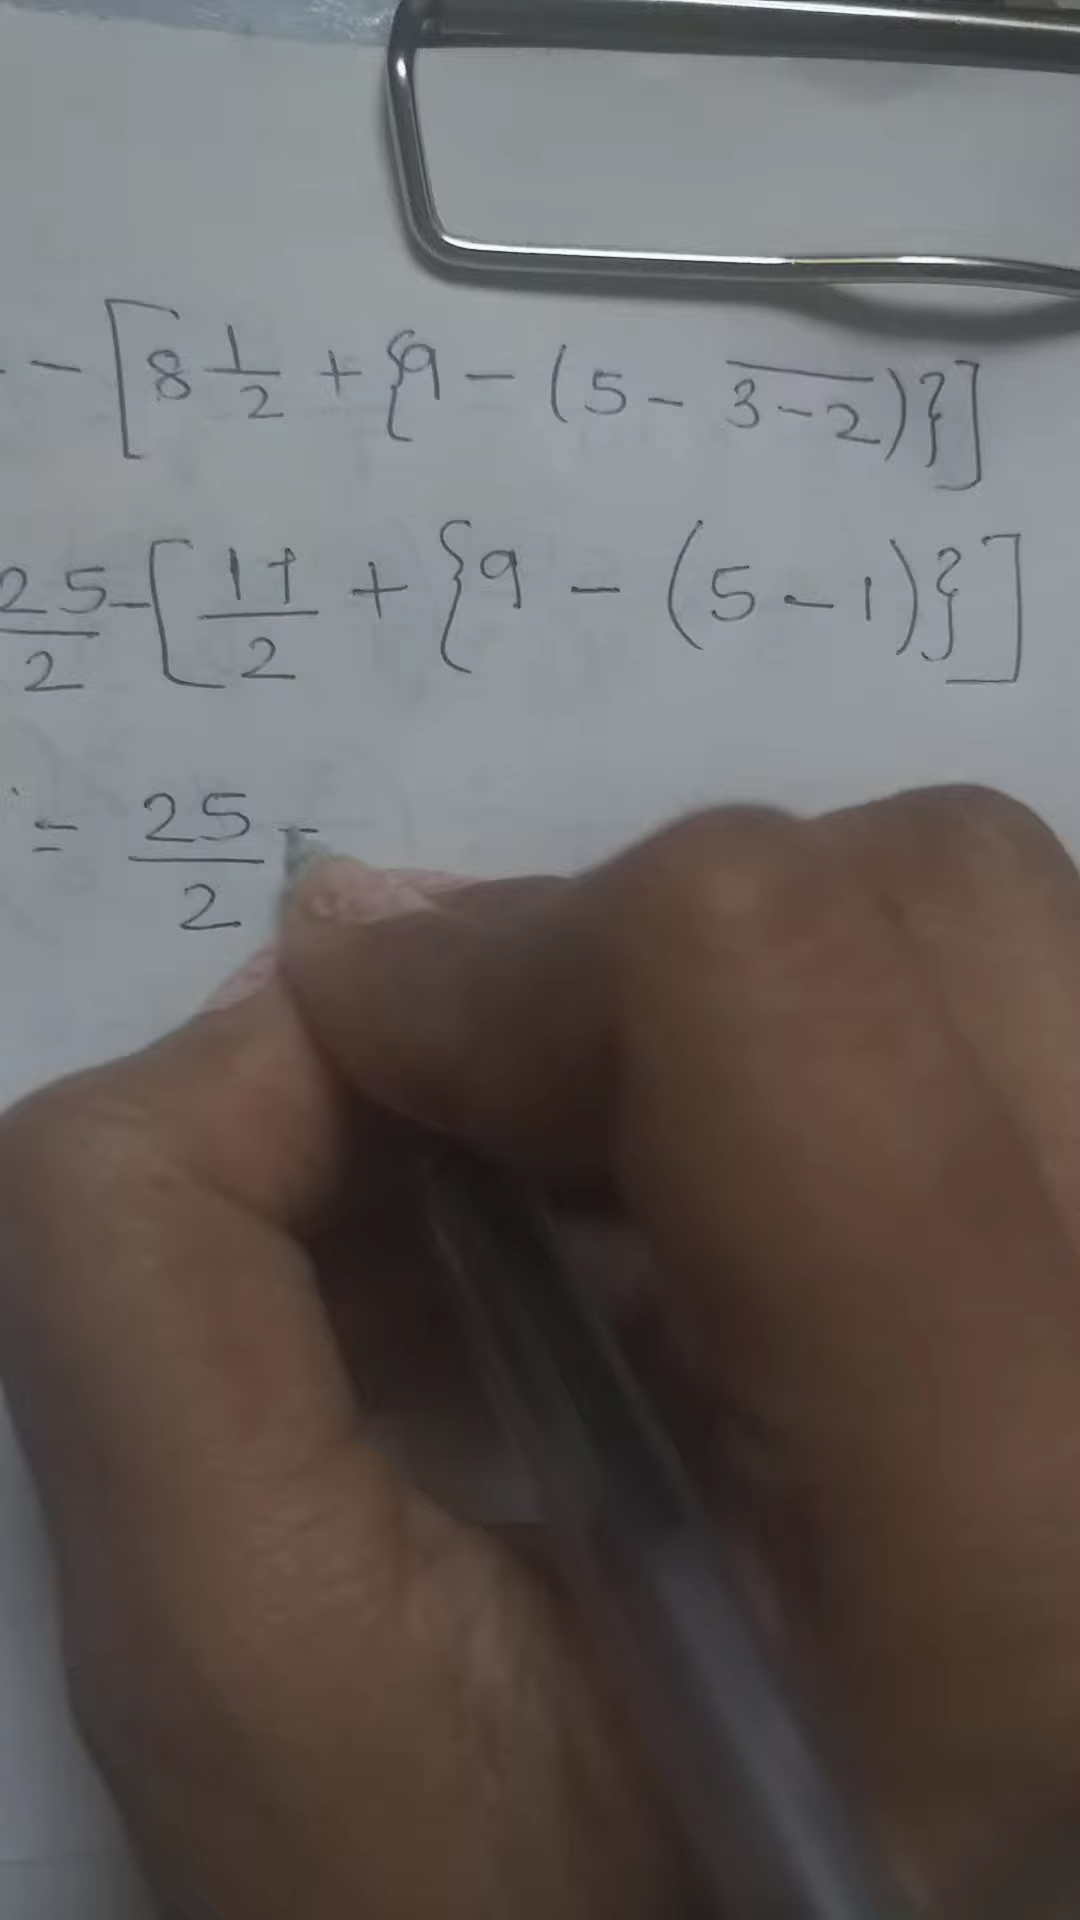 - [8 1/2 + {9 - (5 - 3̅ ̅-̅ ̅2̅)}]
25/2 - [17/2 + {9 - (5 - 1)}]
= 25/2 -